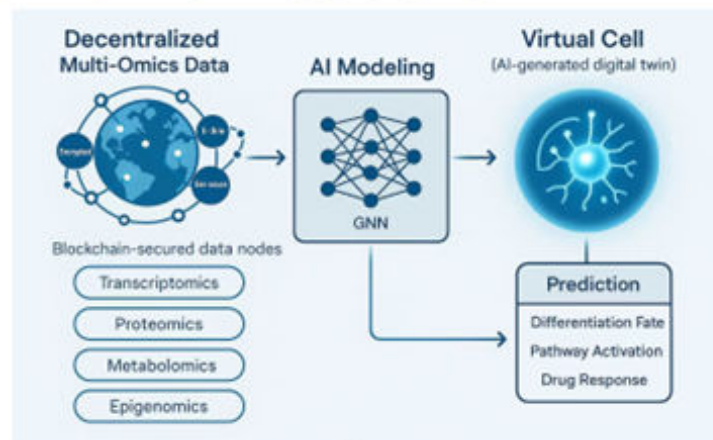 Decentralized
Multi-Omics Data
Blockchain-secured data nodes
Transcriptomics
Proteomics
Metabolomics
Epigenomics
AI Modeling
GNN
Virtual Cell
(AI-generated digital twin)
Prediction
Differentiation Fate
Pathway Activation
Drug Response